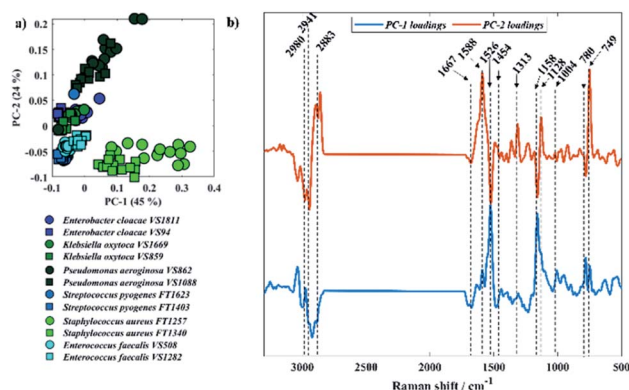 a)
0.2
0.15
0.1
0.05
0
-0.05
-0.1
PC-2 (24 %)
0 0.1 0.2 0.3 0.4
PC-1 (45 %)
Enterobacter cloacae VS1811
Enterobacter cloacae VS94
Klebsiella oxytoca VS1669
Klebsiella oxytoca VS859
Pseudomonas aeroginosa VS862
Pseudomonas aeroginosa VS1088
Streptococcus pyogenes FT1623
Streptococcus pyogenes FT1403
Staphylococcus aureus FT1257
Staphylococcus aureus FT1340
Enterococcus faecalis VS508
Enterococcus faecalis VS1282
b)
PC-1 loadings PC-2 loadings
2980
2941
2883
1667
1588
1526
1454
1313
1158
1128
1004
780
749
3000 2500 2000 1500 1000 500
Raman shift / cm-1